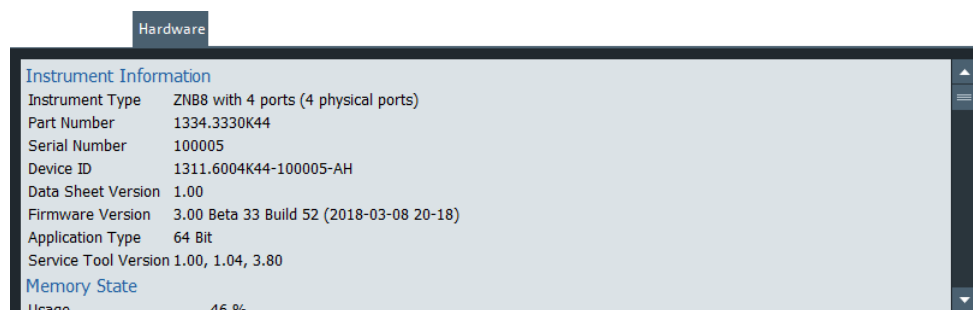 Hardware
Instrument Information
Instrument Type ZNB8 with 4 ports (4 physical ports)
Part Number 1334.3330K44
Serial Number 100005
Device ID 1311.6004K44-100005-AH
Data Sheet Version 1.00
Firmware Version 3.00 Beta 33 Build 52 (2018-03-08 20-18)
Application Type 64 Bit
Service Tool Version 1.00, 1.04, 3.80
Memory State
Usage 46 %